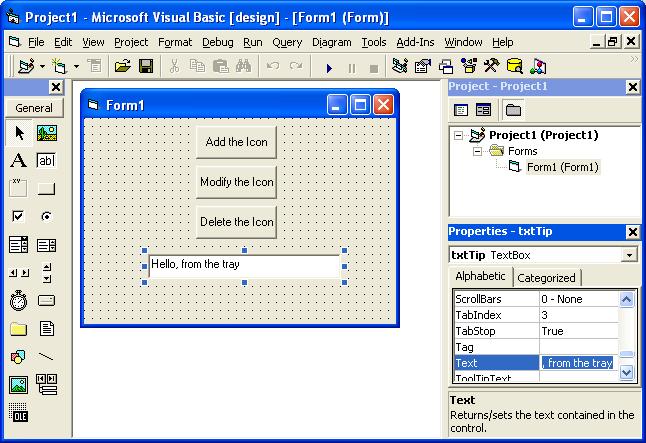 Project1 - Microsoft Visual Basic [design] - [Form1 (Form)]
File Edit View Project Format Debug Run Query Diagram Tools Add-Ins Window Help
General
A ab|
xy
OLE
Form1
Add the Icon
Modify the Icon
Delete the Icon
Hello, from the tray
Project - Project1
Project1 (Project1)
Forms
Form1 (Form1)
Properties - txtTip
txtTip TextBox
Alphabetic Categorized
ScrollBars 0 - None
TabIndex 3
TabStop True
Tag
Text , from the tray
ToolTipText
Text
Returns/sets the text contained in the
control.